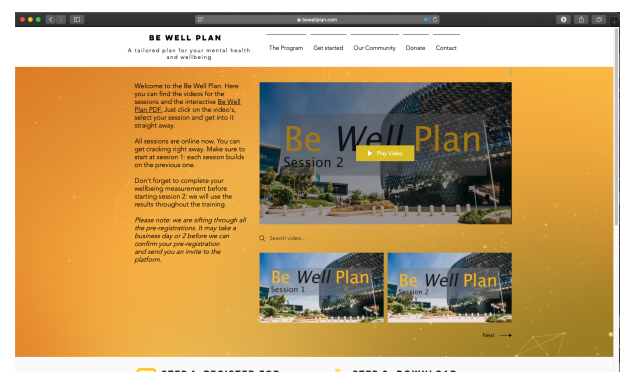 bewellplan.com
BE WELL PLAN
A tailored plan for your mental health
and wellbeing
The Program
Get started
Our Community
Donate
Contact
Welcome to the Be Well Plan. Here
you can find the videos for the
sessions and the interactive Be Well
Plan PDF. Just click on the video's,
select your session and get into it
straight away.
All sessions are online now. You can
get cracking right away. Make sure to
start at session 1: each session builds
on the previous one.
Don't forget to complete your
wellbeing measurement before
starting session 2: we will use the
results throughout the training.
Please note: we are sifting through all
the pre-registrations. It may take a
business day or 2 before we can
confirm your pre-registration
and send you an invite to the
platform.
Be Well Plan
Session 2
Play Video
Search video...
Be Well Plan
Session 1
Be Well Plan
Session 2
Next
STEP 1: REGISTER FOR
STEP 2: DOWNLOAD